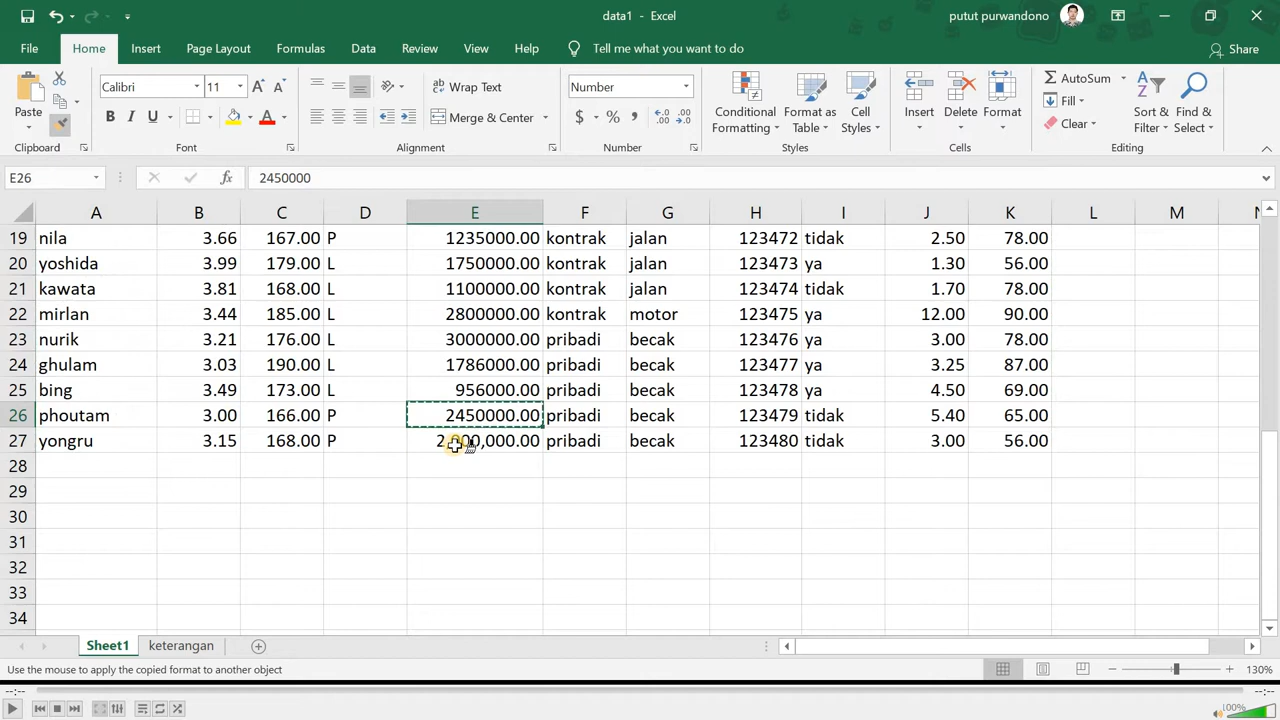 data1 - Excel
putut purwandono
File Home Insert Page Layout Formulas Data Review View Help Tell me what you want to do Share
Calibri 11 Wrap Text Number AutoSum
Paste B I U Merge & Center $ % , Conditional Formatting Format as Table Cell Styles Insert Delete Format Fill Sort & Filter Find & Select
Clear
Clipboard Font Alignment Number Styles Cells Editing
E26 fx 2450000
A B C D E F G H I J K L M N
19 nila 3.66 167.00 P 1235000.00 kontrak jalan 123472 tidak 2.50 78.00
20 yoshida 3.99 179.00 L 1750000.00 kontrak jalan 123473 ya 1.30 56.00
21 kawata 3.81 168.00 L 1100000.00 kontrak jalan 123474 tidak 1.70 78.00
22 mirlan 3.44 185.00 L 2800000.00 kontrak motor 123475 ya 12.00 90.00
23 nurik 3.21 176.00 L 3000000.00 pribadi becak 123476 ya 3.00 78.00
24 ghulam 3.03 190.00 L 1786000.00 pribadi becak 123477 ya 3.25 87.00
25 bing 3.49 173.00 L 956000.00 pribadi becak 123478 ya 4.50 69.00
26 phoutam 3.00 166.00 P 2450000.00 pribadi becak 123479 tidak 5.40 65.00
27 yongru 3.15 168.00 P pribadi becak 123480 tidak 3.00 56.00
28
29
30
31
32
33
34
Sheet1 keterangan
Use the mouse to apply the copied format to another object 130%
--:-- --:--
100%